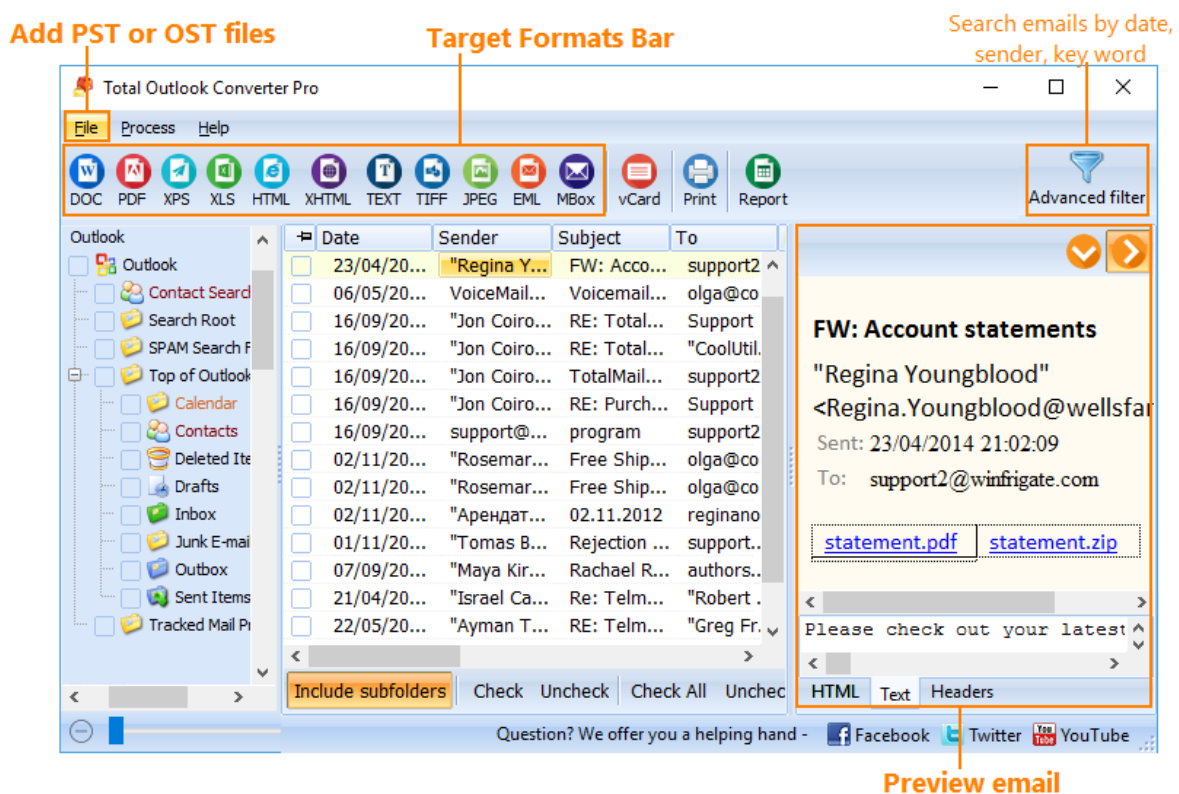 Add PST or OST files
Target Formats Bar
Search emails by date,
sender, key word
Total Outlook Converter Pro
File Process Help
DOC PDF XPS XLS HTML XHTML TEXT TIFF JPEG EML MBox vCard Print Report Advanced filter
Outlook
Outlook
Contact Search
Search Root
SPAM Search F
Top of Outlook
Calendar
Contacts
Deleted Ite
Drafts
Inbox
Junk E-mai
Outbox
Sent Items
Tracked Mail Pr
Date Sender Subject To
23/04/20... "Regina Y... FW: Acco... support2
06/05/20... VoiceMail... Voicemail... olga@co
16/09/20... "Jon Coiro... RE: Total... Support
16/09/20... "Jon Coiro... RE: Total... "CoolUtil.
16/09/20... "Jon Coiro... TotalMail... support2
16/09/20... "Jon Coiro... RE: Purch... Support
16/09/20... support@... program support2
02/11/20... "Rosemar... Free Ship... olga@co
02/11/20... "Rosemar... Free Ship... olga@co
02/11/20... "Арендат... 02.11.2012 reginano
01/11/20... "Tomas B... Rejection ... support..
07/09/20... "Maya Kir... Rachael R... authors..
21/04/20... "Israel Ca... Re: Telm... "Robert .
22/05/20... "Ayman T... RE: Telm... "Greg Fr.
Include subfolders Check Uncheck Check All Unchec
FW: Account statements
"Regina Youngblood"
<Regina.Youngblood@wellsfar
Sent: 23/04/2014 21:02:09
To: support2@winfrigate.com
statement.pdf statement.zip
Please check out your latest
HTML Text Headers
Question? We offer you a helping hand - Facebook Twitter YouTube
Preview email